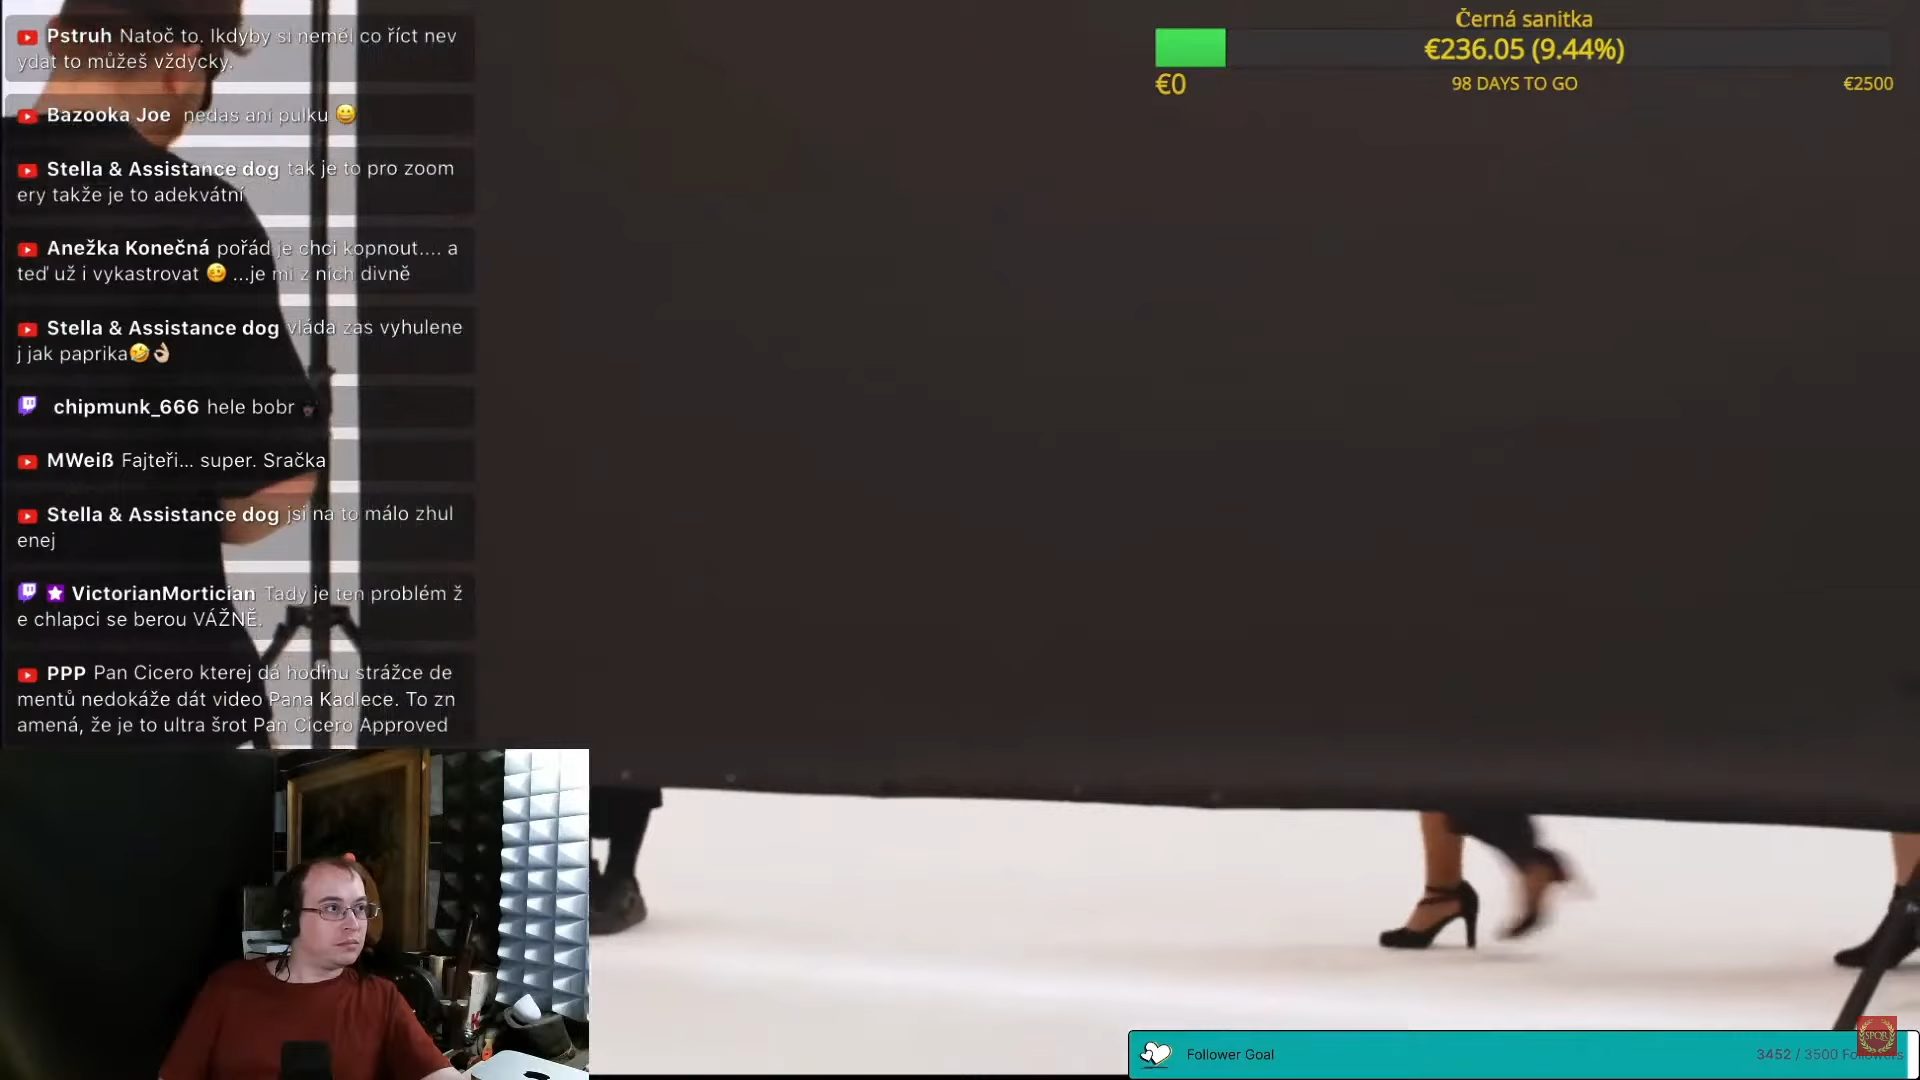 Pstruh Natoč to. Ikdyby si neměl co říct nev
ydat to můžeš vždycky.
Bazooka Joe nedas ani pulku 😀
Stella & Assistance dog tak je to pro zoom
ery takže je to adekvátní
Anežka Konečná pořád je chci kopnout.... a
teď už i vykastrovat 🥴 ...je mi z nich divně
Stella & Assistance dog vláda zas vyhulene
j jak paprika🤣👌🏼
chipmunk_666 hele bobr
MWeiß Fajteři... super. Sračka
Stella & Assistance dog jsi na to málo zhul
enej
VictorianMortician Tady je ten problém ž
e chlapci se berou VÁŽNĚ.
PPP Pan Cicero kterej dá hodinu strážce de
mentů nedokáže dát video Pana Kadlece. To zn
amená, že je to ultra šrot Pan Cicero Approved
Černá sanitka
€236.05 (9.44%)
€0 98 DAYS TO GO €2500
Follower Goal 3452 / 3500 Followers
SPQR